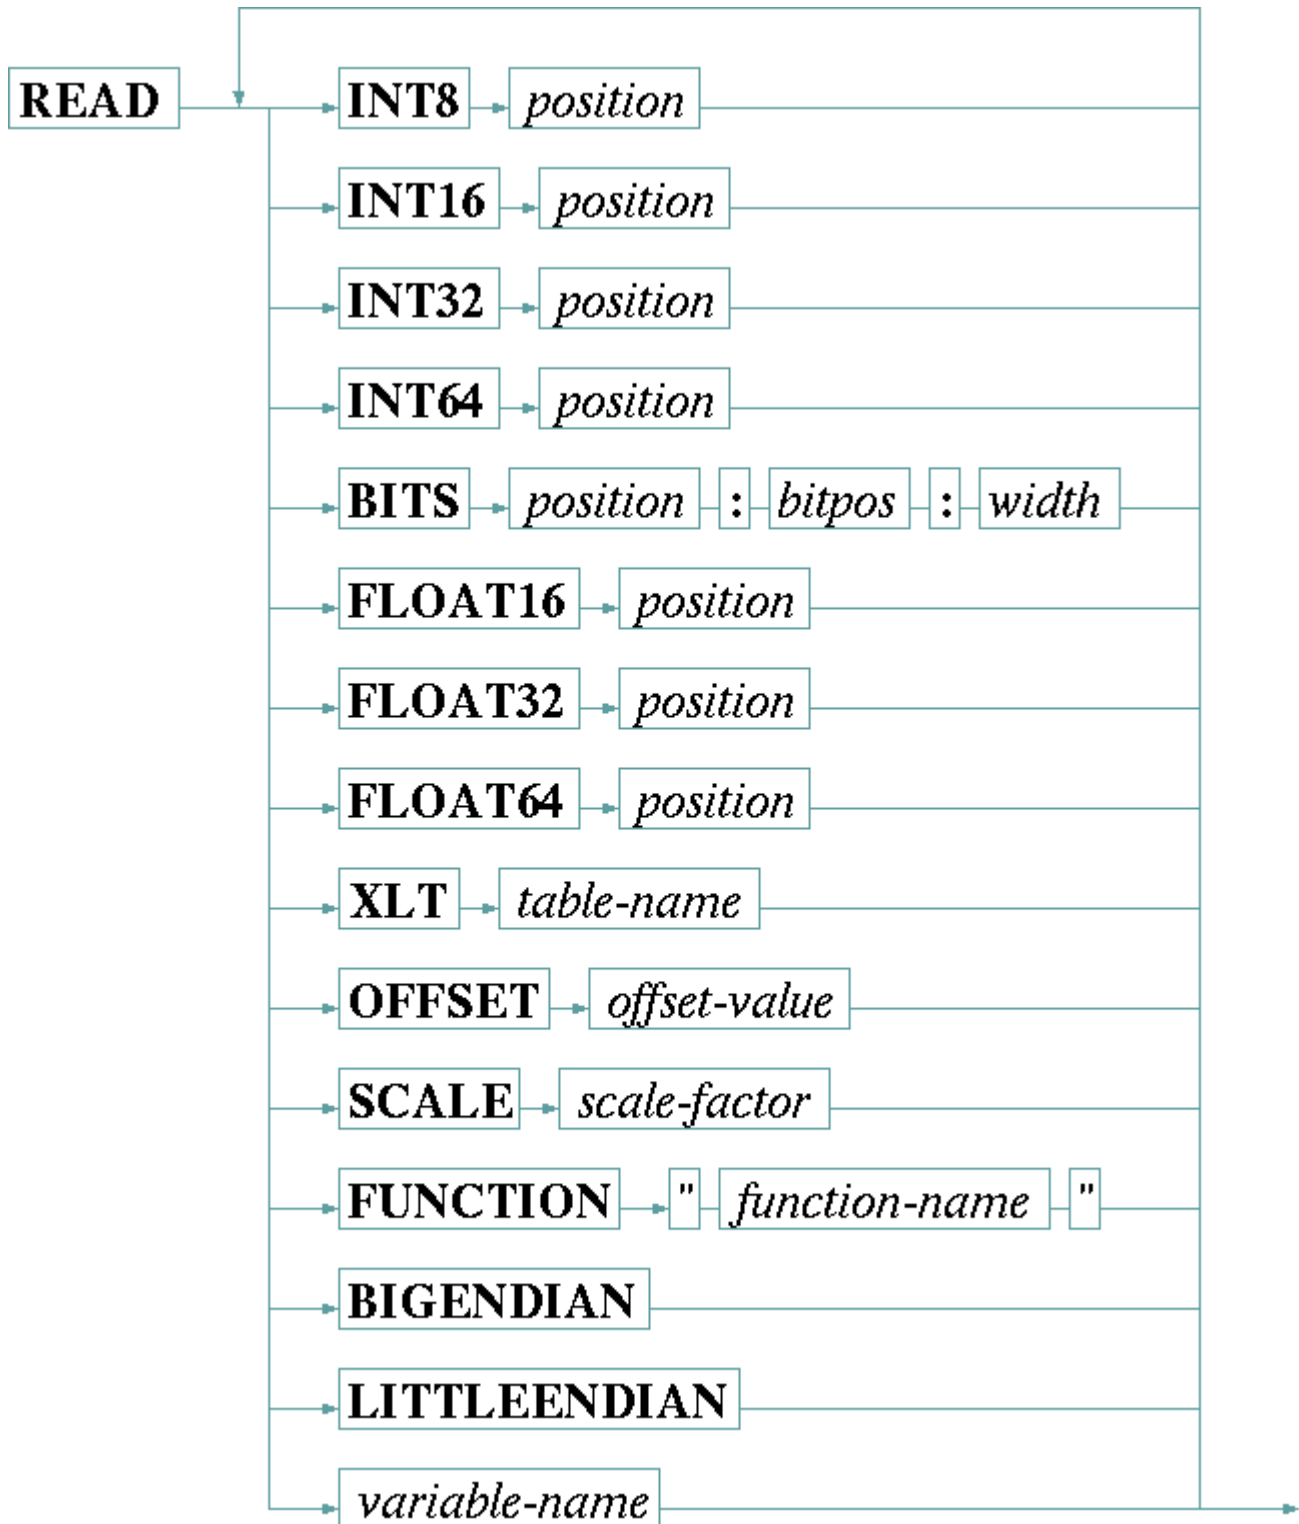 READ INT8 position
INT16 position
INT32 position
INT64 position
BITS position : bitpos : width
FLOAT16 position
FLOAT32 position
FLOAT64 position
XLT table-name
OFFSET offset-value
SCALE scale-factor
FUNCTION " function-name "
BIGENDIAN
LITTLEENDIAN
variable-name